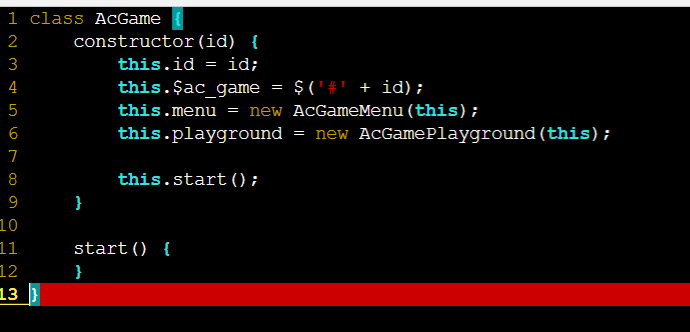 1 class AcGame {
2     constructor(id) {
3         this.id = id;
4         this.$ac_game = $('#' + id);
5         this.menu = new AcGameMenu(this);
6         this.playground = new AcGamePlayground(this);
7
8         this.start();
9     }
10
11     start() {
12     }
13 }